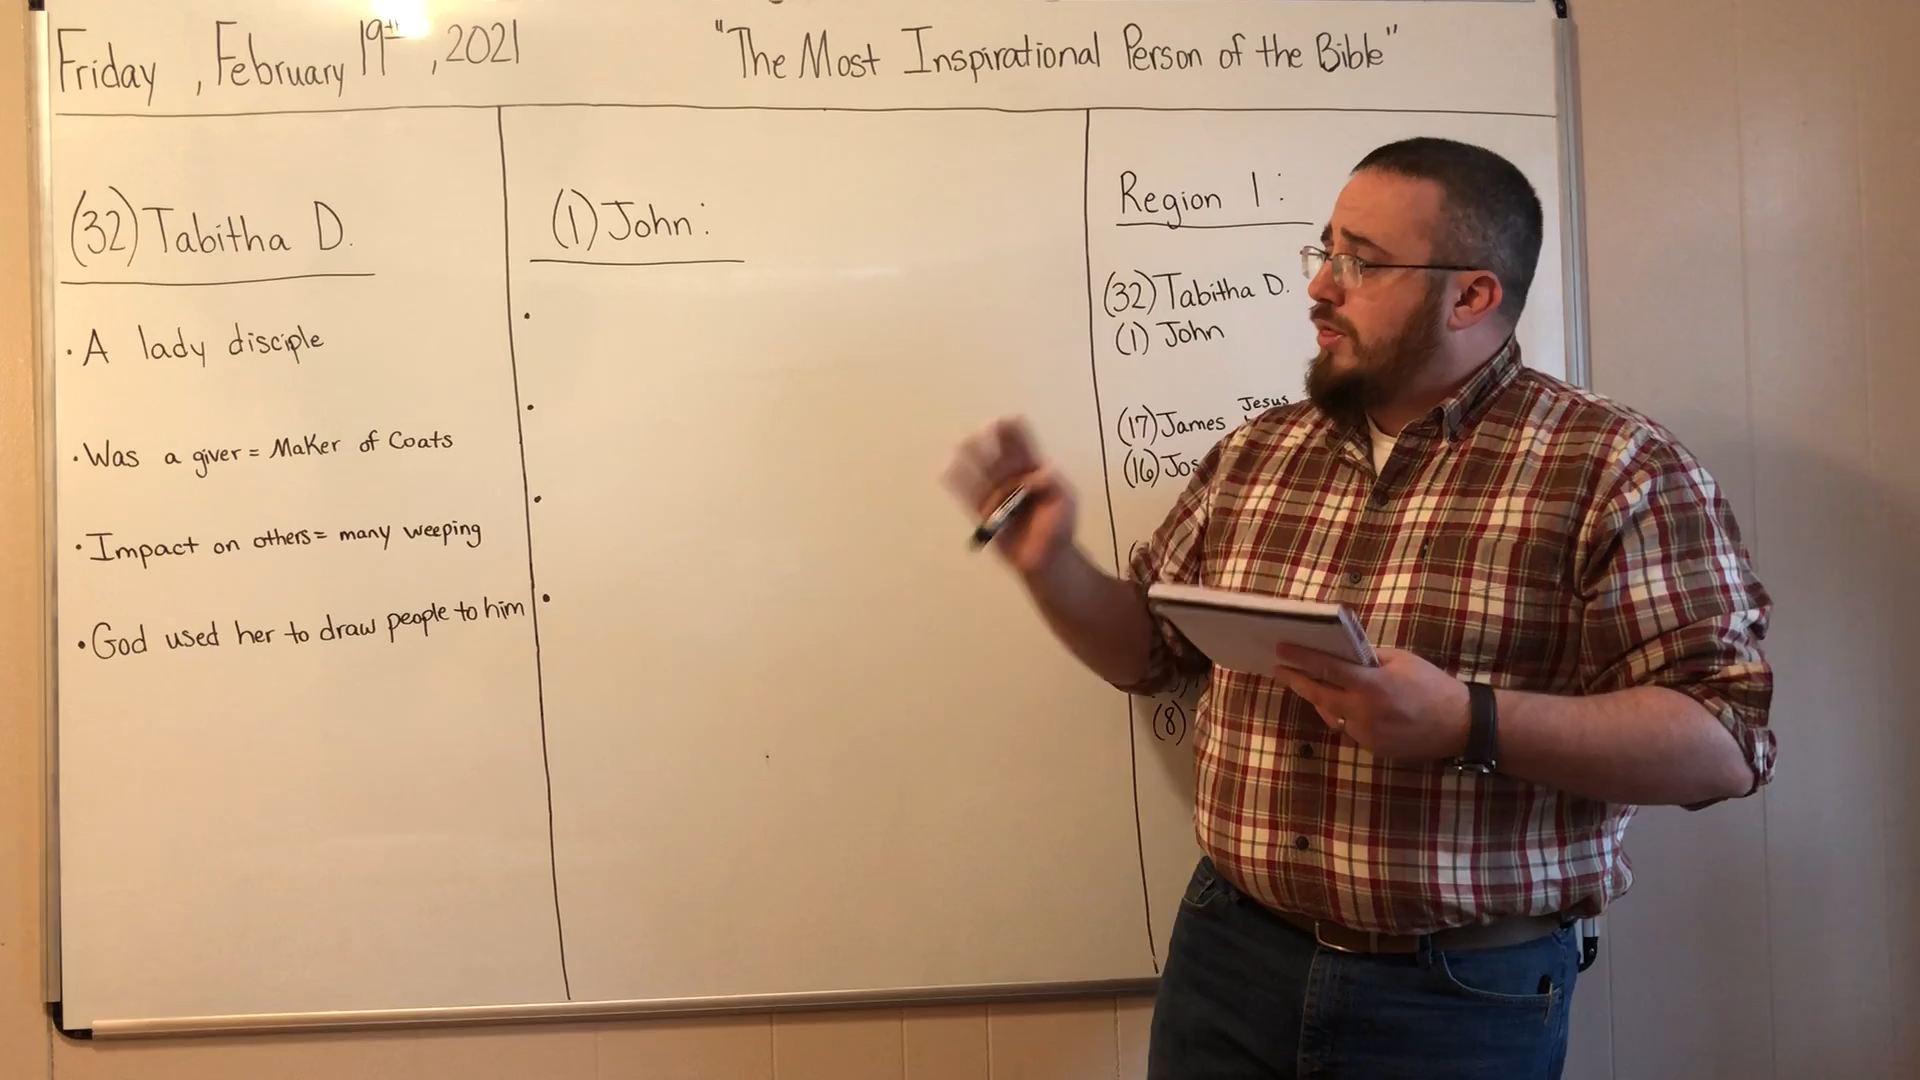 Friday, February 19th, 2021
"The Most Inspirational Person of the Bible"
(32) Tabitha D.
· A lady disciple
· Was a giver = Maker of Coats
· Impact on others = many weeping
· God used her to draw people to him
(1) John:
Region 1:
(32) Tabitha D.
(1) John
Jesus
(17) James
(16) Jos
(8)